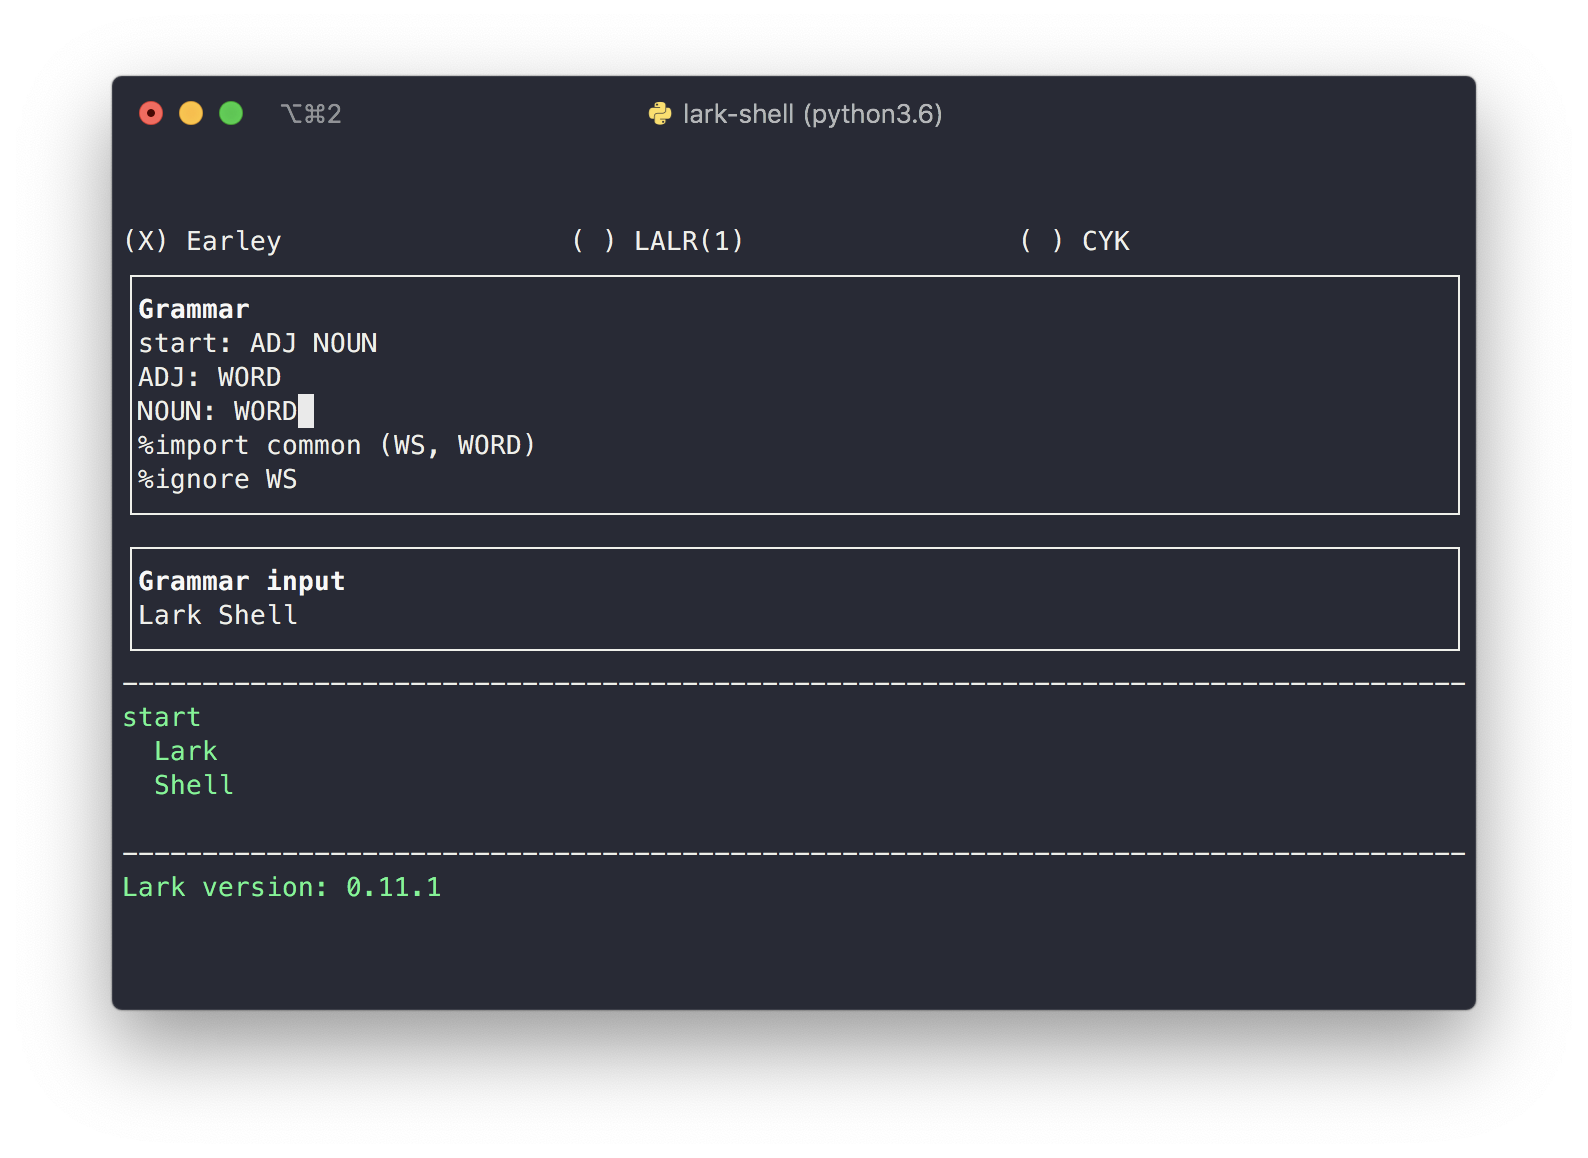 ⌥⌘2 lark-shell (python3.6)
(X) Earley ( ) LALR(1) ( ) CYK
Grammar
start: ADJ NOUN
ADJ: WORD
NOUN: WORD
%import common (WS, WORD)
%ignore WS
Grammar input
Lark Shell
start
Lark
Shell
Lark version: 0.11.1